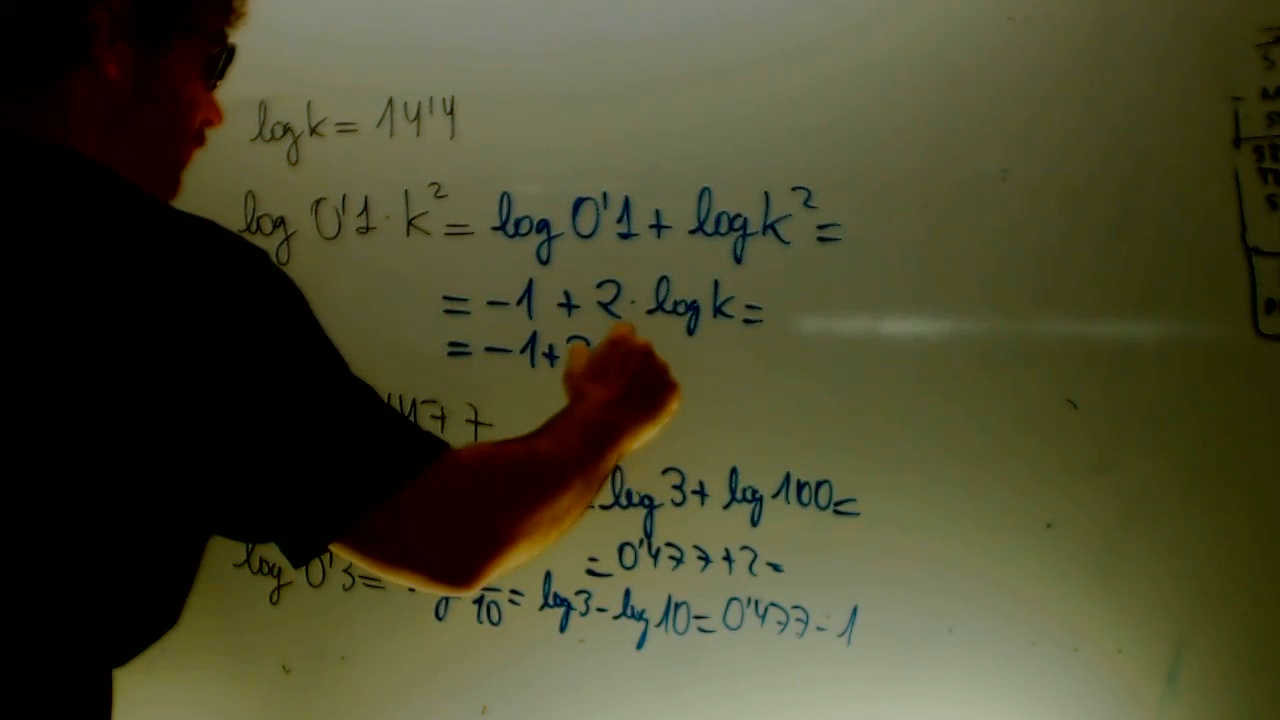 log k = 14'4
log 0'1 · k² = log 0'1 + log k² =
= -1 + 2 · log k =
= -1 + 2
477
log 3 + log 100 =
= 0'477 + 2 =
log 0'3 = 10 = log 3 - log 10 = 0'477 - 1